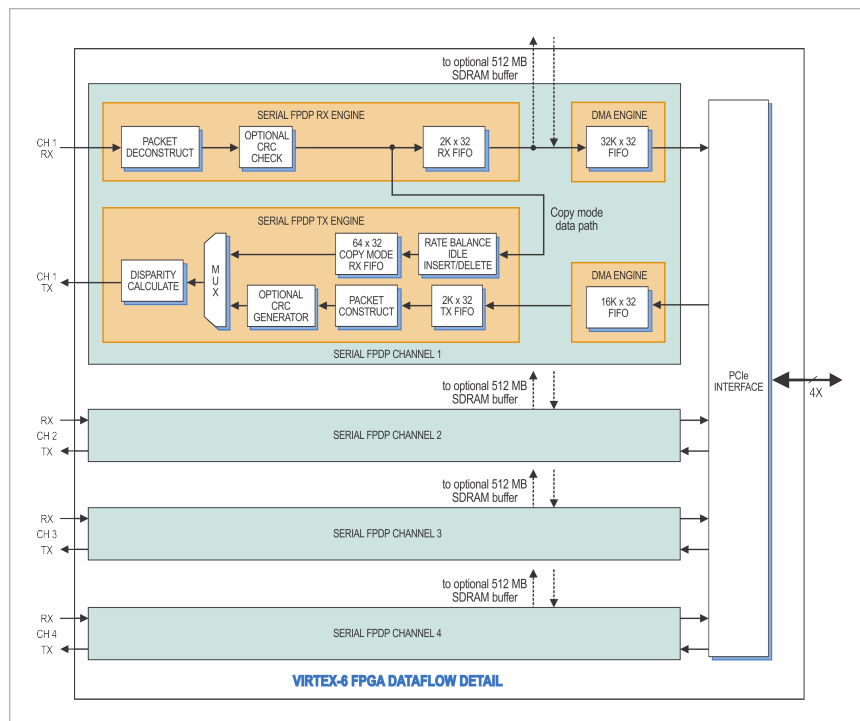 to optional 512 MB
SDRAM buffer
SERIAL FPDP RX ENGINE
DMA ENGINE
CH 1
RX
PACKET
DECONSTRUCT
OPTIONAL
CRC
CHECK
2K x 32
RX FIFO
32K x 32
FIFO
Copy mode
data path
SERIAL FPDP TX ENGINE
64 x 32
COPY MODE
RX FIFO
RATE BALANCE
IDLE
INSERT/DELETE
CH 1
TX
DISPARITY
CALCULATE
MUX
OPTIONAL
CRC
GENERATOR
PACKET
CONSTRUCT
2K x 32
TX FIFO
DMA ENGINE
16K x 32
FIFO
SERIAL FPDP CHANNEL 1
PCIe
INTERFACE
4X
to optional 512 MB
SDRAM buffer
RX
CH 2
TX
SERIAL FPDP CHANNEL 2
to optional 512 MB
SDRAM buffer
RX
CH 3
TX
SERIAL FPDP CHANNEL 3
to optional 512 MB
SDRAM buffer
RX
CH 4
TX
SERIAL FPDP CHANNEL 4
VIRTEX-6 FPGA DATAFLOW DETAIL